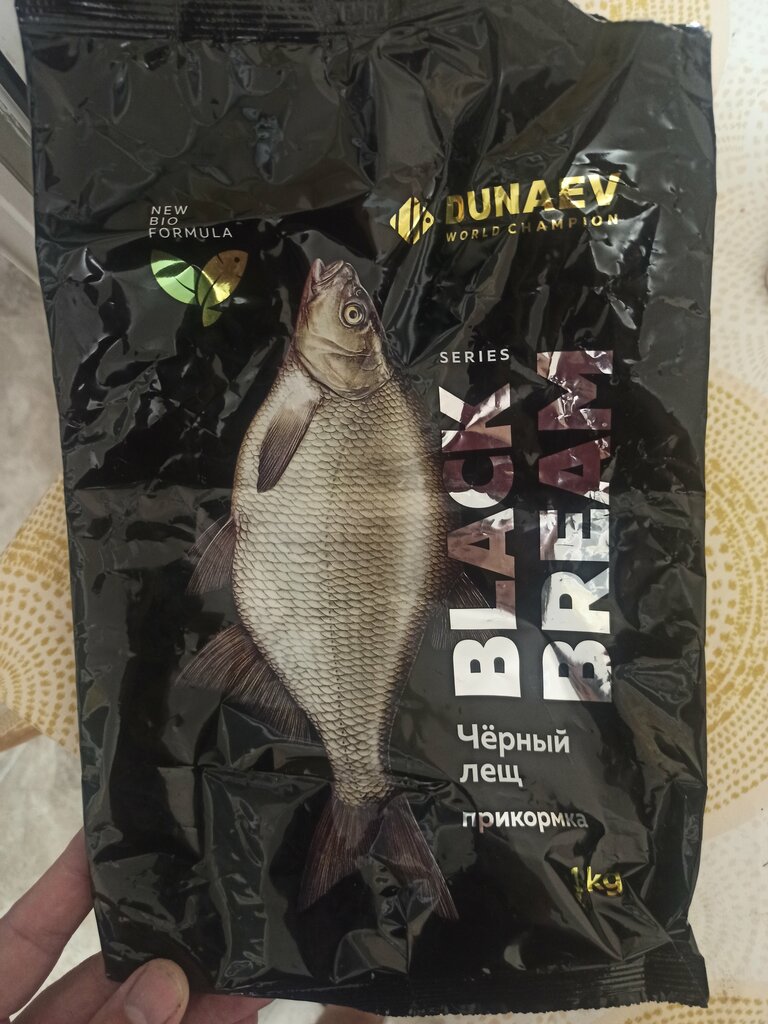 NEW
BIO
FORMULA
DUNAEV
WORLD CHAMPION
SERIES
BLACK
BREAM
Чёрный
лещ
прикормка
1kg